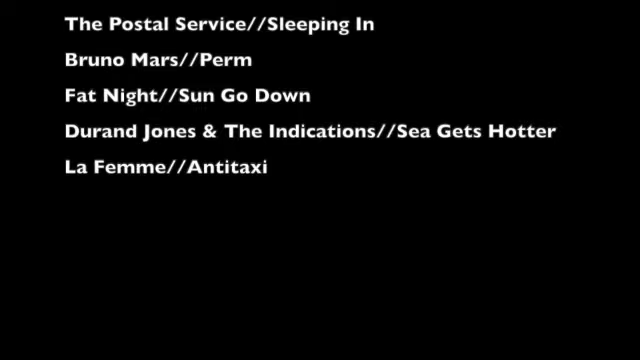 The Postal Service//Sleeping In
Bruno Mars//Perm
Fat Night//Sun Go Down
Durand Jones & The Indications//Sea Gets Hotter
La Femme//Antitaxi